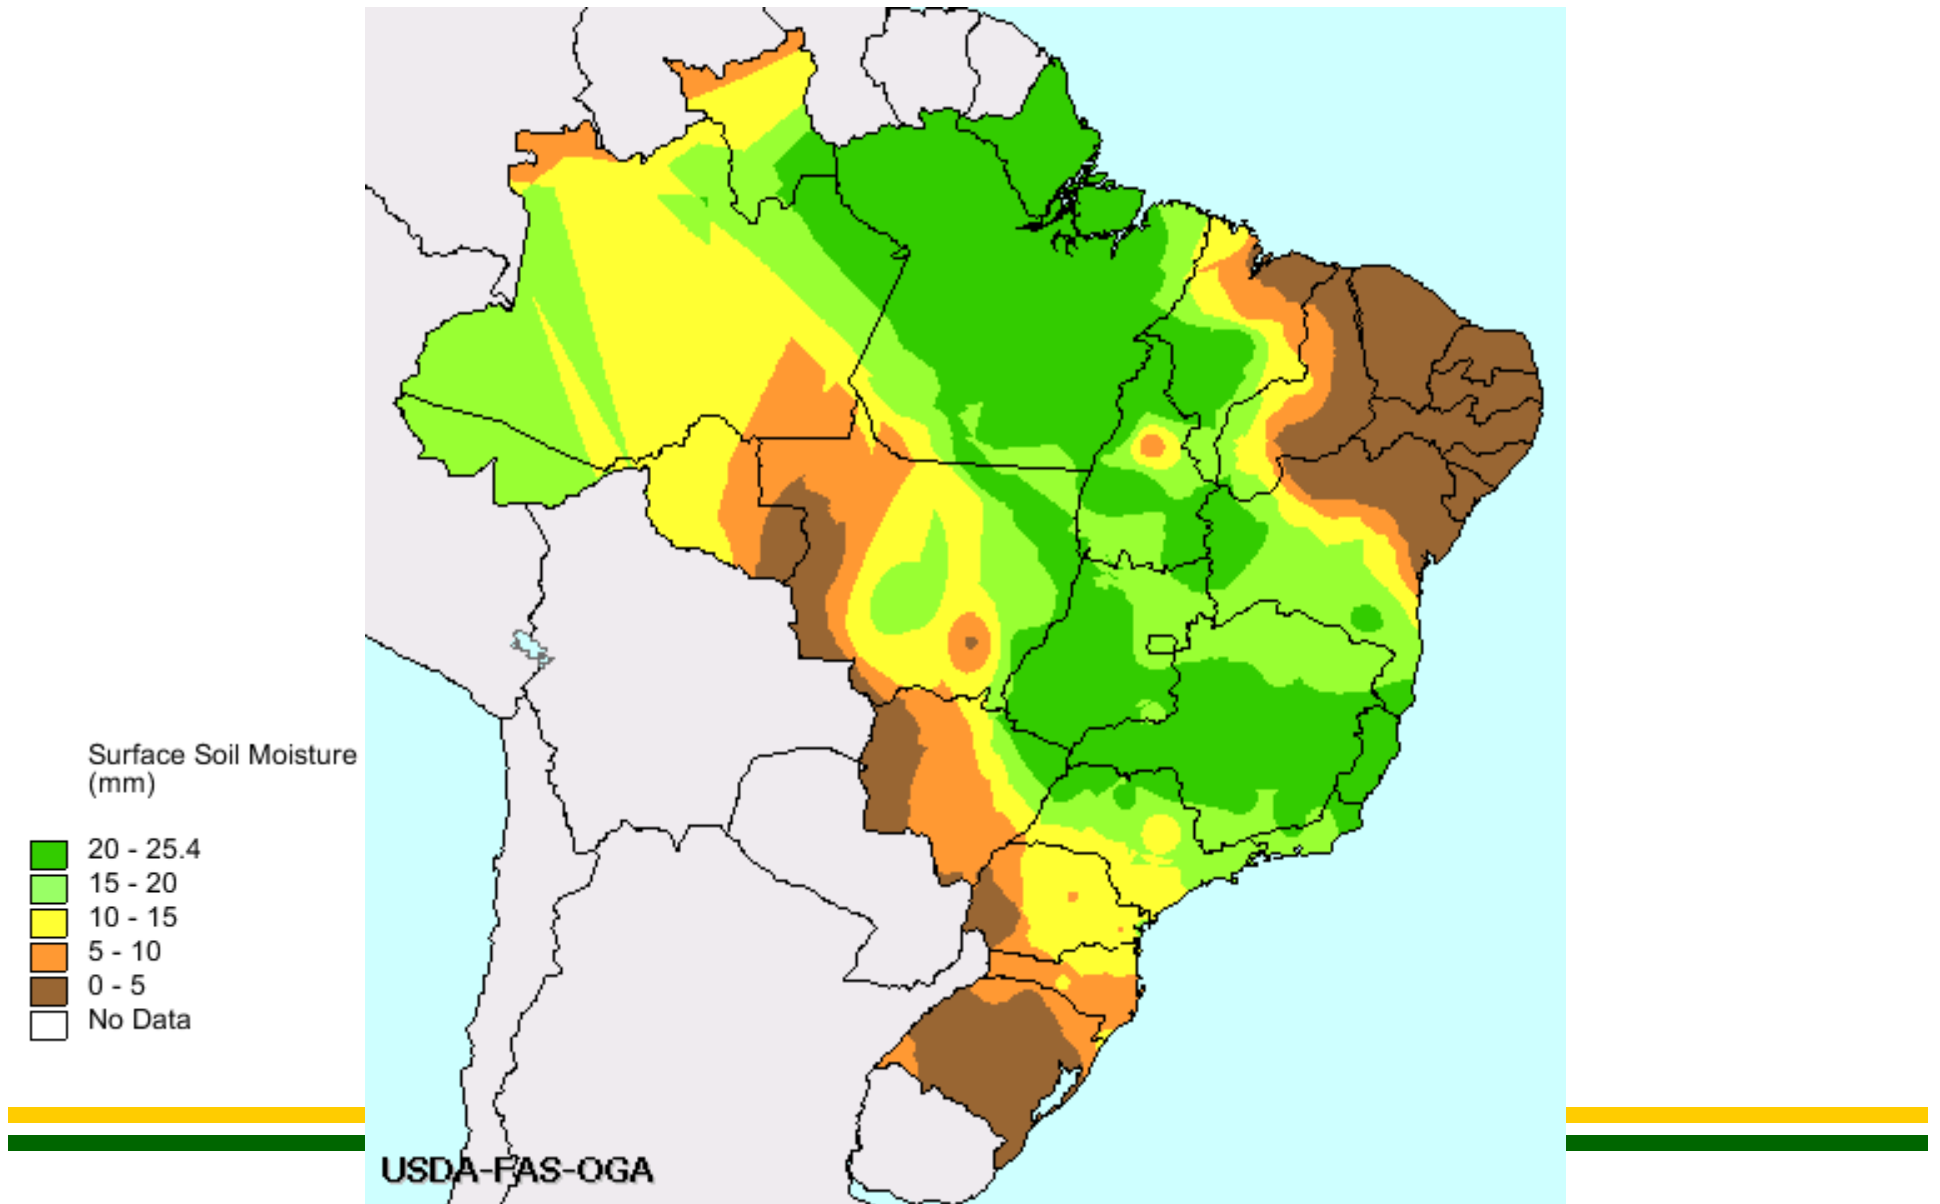 Surface Soil Moisture
(mm)
20 - 25.4
15 - 20
10 - 15
5 - 10
0 - 5
No Data
USDA-FAS-OGA